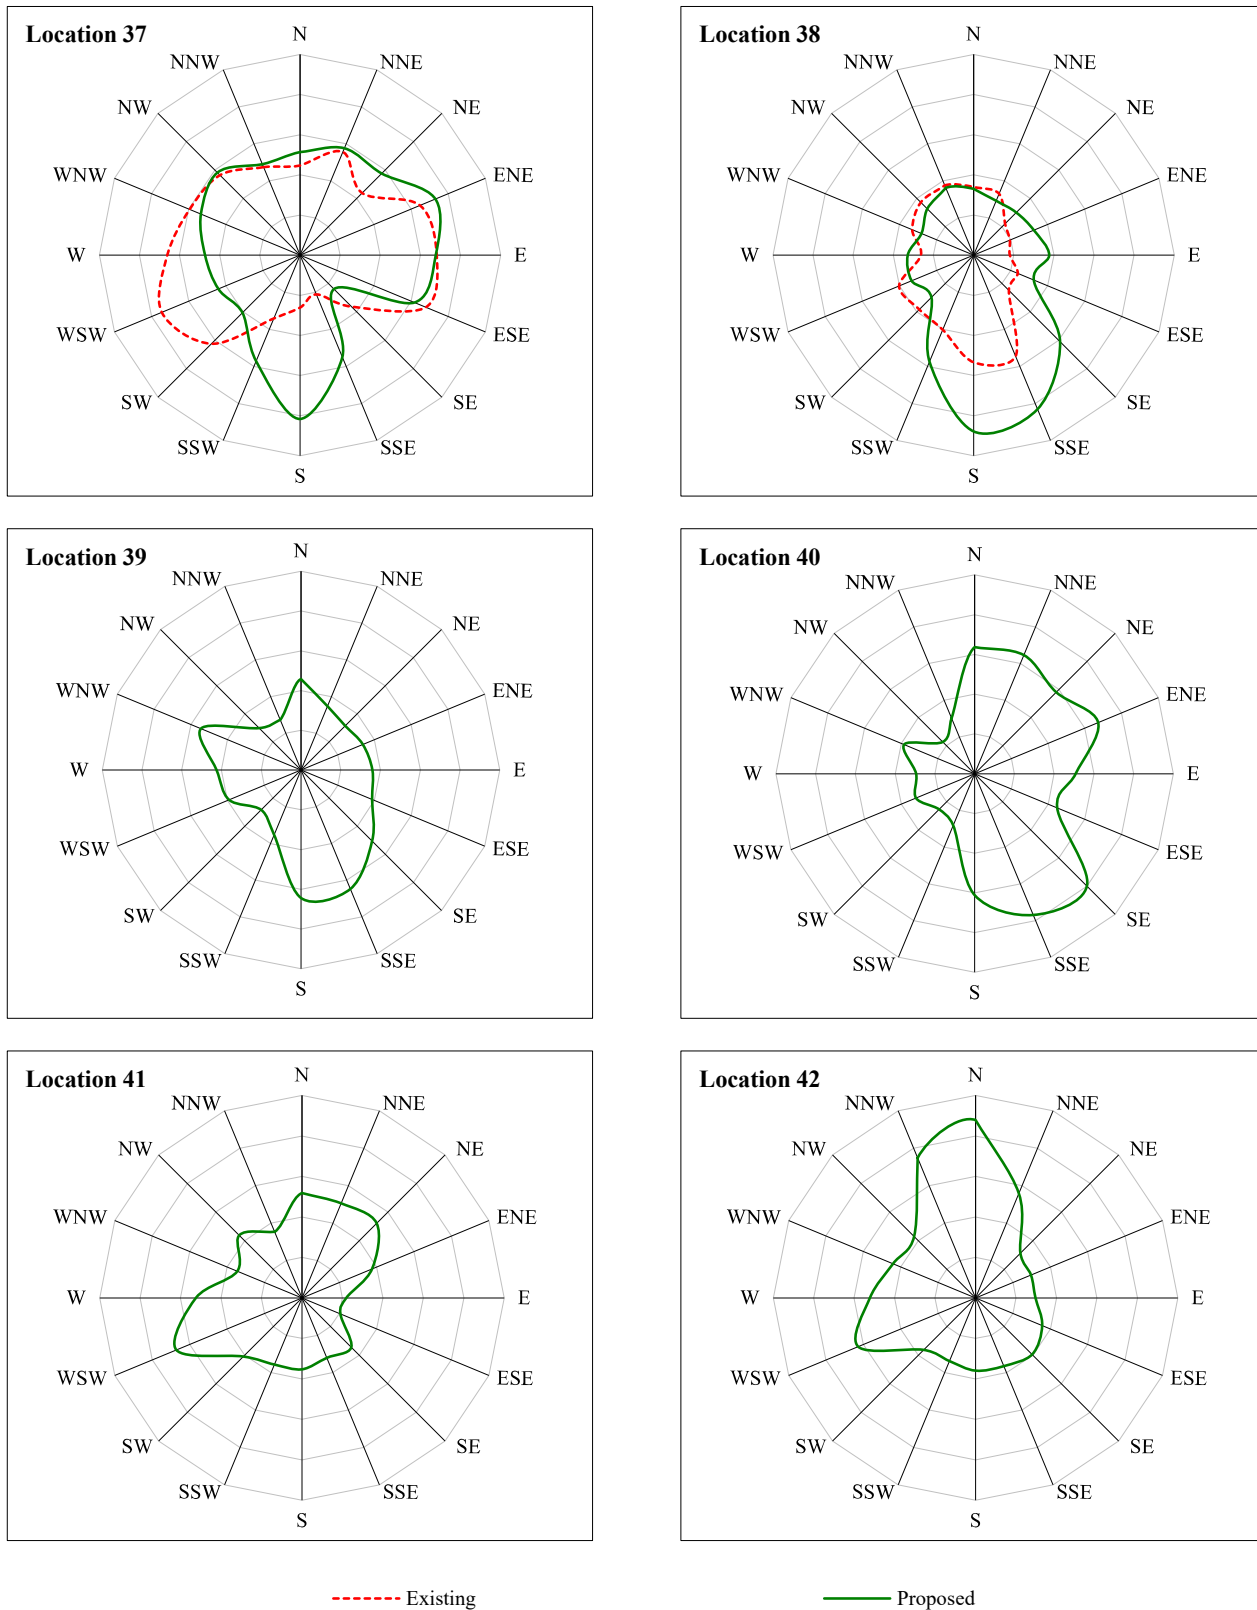 Location 37
N
NNW
NNE
NW
NE
WNW
ENE
W
E
WSW
ESE
SW
SE
SSW
SSE
S
Location 38
N
NNW
NNE
NW
NE
WNW
ENE
W
E
WSW
ESE
SW
SE
SSW
SSE
S
Location 39
N
NNW
NNE
NW
NE
WNW
ENE
W
E
WSW
ESE
SW
SE
SSW
SSE
S
Location 40
N
NNW
NNE
NW
NE
WNW
ENE
W
E
WSW
ESE
SW
SE
SSW
SSE
S
Location 41
N
NNW
NNE
NW
NE
WNW
ENE
W
E
WSW
ESE
SW
SE
SSW
SSE
S
Location 42
N
NNW
NNE
NW
NE
WNW
ENE
W
E
WSW
ESE
SW
SE
SSW
SSE
S
Existing
Proposed